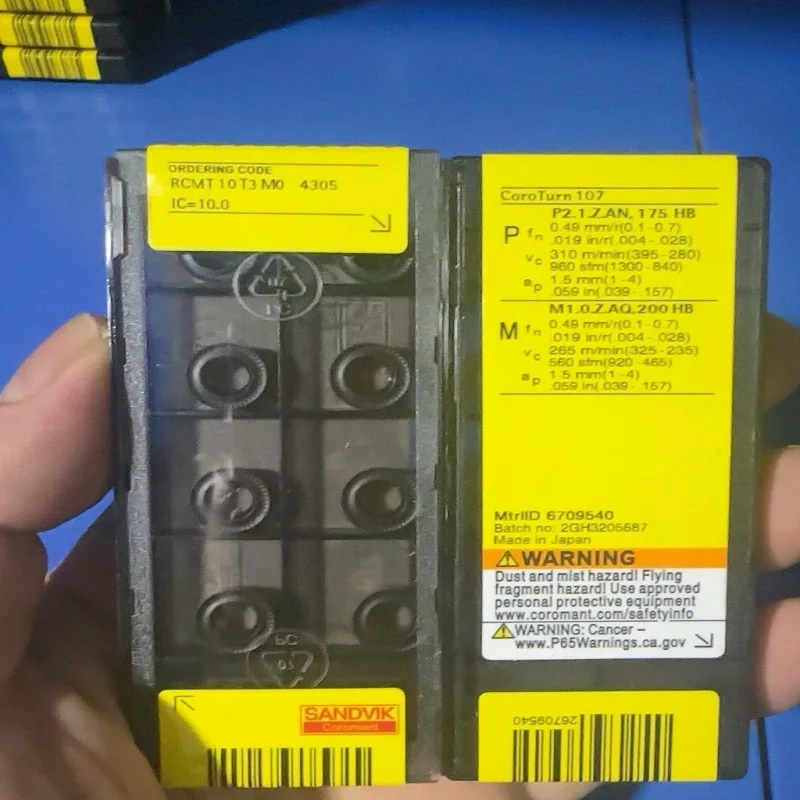 ORDERING CODE
RCMT 10 T3 M0 4305
IC=10.0
PC
PC
01
SANDVIK
Coromant
CoroTurn 107
P2.1.Z.AN, 175 HB
P fn 0.49 mm/r(0.1-0.7)
.019 in/r(.004-.028)
vc 310 m/min(395-280)
960 sfm(1300-840)
ap 1.5 mm(1-4)
.059 in(.039-.157)
M1.0.Z.AQ,200 HB
M fn 0.49 mm/r(0.1-0.7)
.019 in/r(.004-.028)
vc 265 m/min(325-235)
560 sfm(920-465)
ap 1.5 mm(1-4)
.059 in(.039-.157)
MtrlID 6709540
Batch no: 2GH3205687
Made in Japan
WARNING
Dust and mist hazard! Flying
fragment hazard! Use approved
personal protective equipment
www.coromant.com/safetyinfo
WARNING: Cancer –
www.P65Warnings.ca.gov
26709540